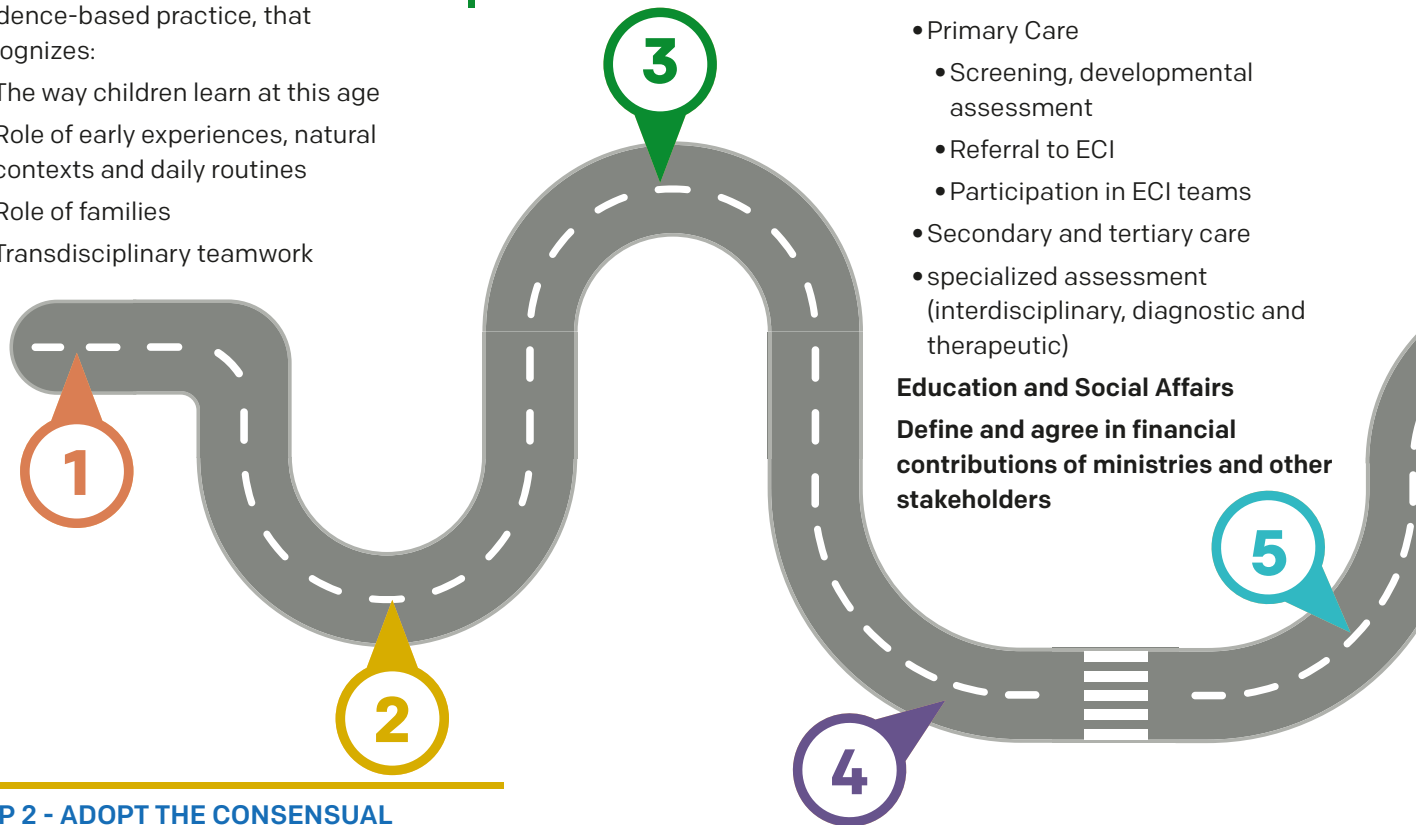 dence-based practice, that
ognizes:
The way children learn at this age
Role of early experiences, natural
contexts and daily routines
Role of families
Transdisciplinary teamwork
3
• Primary Care
• Screening, developmental
assessment
• Referral to ECI
• Participation in ECI teams
• Secondary and tertiary care
• specialized assessment
(interdisciplinary, diagnostic and
therapeutic)
Education and Social Affairs
Define and agree in financial
contributions of ministries and other
stakeholders
1
5
2
4
P 2 - ADOPT THE CONSENSUAL